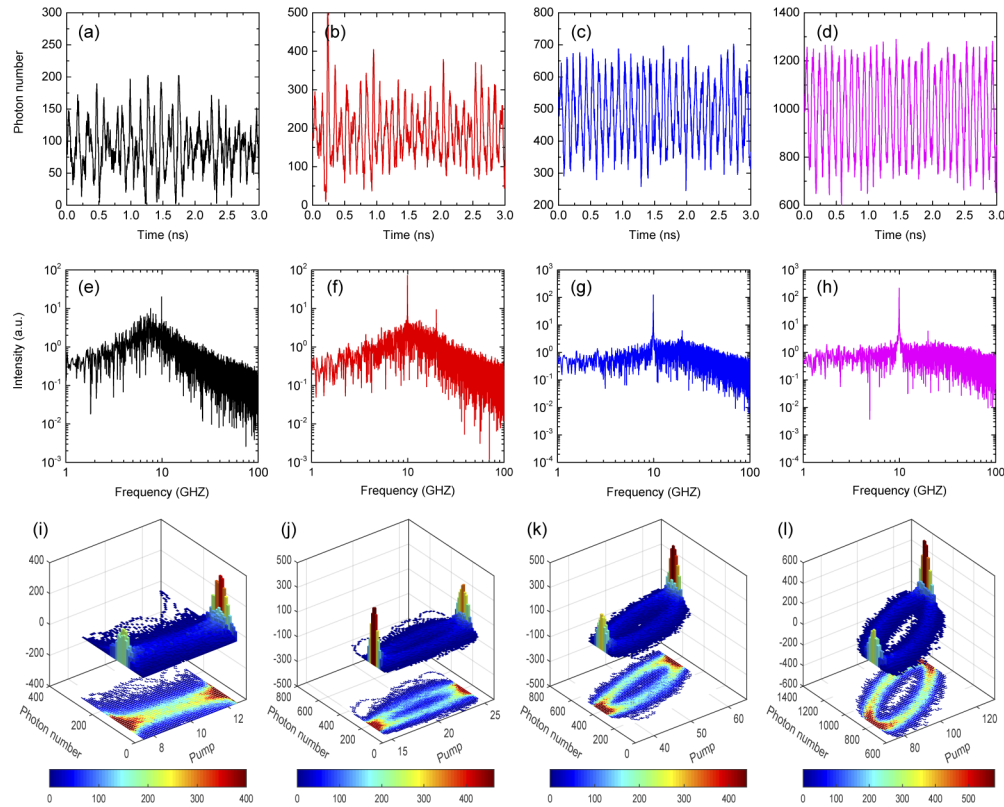 (a) (b) (c) (d)
Photon number
300 250 200 150 100 50 0
500 400 300 200 100 0
800 700 600 500 400 300 200
1400 1200 1000 800 600
0.0 0.5 1.0 1.5 2.0 2.5 3.0
0.0 0.5 1.0 1.5 2.0 2.5 3.0
0.0 0.5 1.0 1.5 2.0 2.5 3.0
0.0 0.5 1.0 1.5 2.0 2.5 3.0
Time (ns) Time (ns) Time (ns) Time (ns)
(e) (f) (g) (h)
Intensity (a.u.)
10² 10¹ 10⁰ 10⁻¹ 10⁻² 10⁻³
10² 10¹ 10⁰ 10⁻¹ 10⁻² 10⁻³
10³ 10² 10¹ 10⁰ 10⁻¹ 10⁻² 10⁻³ 10⁻⁴
10³ 10² 10¹ 10⁰ 10⁻¹ 10⁻² 10⁻³ 10⁻⁴
1 10 100
1 10 100
1 10 100
1 10 100
Frequency (GHZ) Frequency (GHZ) Frequency (GHZ) Frequency (GHZ)
(i) (j) (k) (l)
400 200 0 -200 400
500 300 100 -100 -300 800
500 300 100 -100 -300 -500 800
600 400 200 0 -200 -400 -600 1400
Photon number 200 0
Photon number 600 400 200 0
Photon number 600 400 200 0
Photon number 1200 1000 800 600
8 10 12 Pump
15 20 25 Pump
40 50 60 Pump
80 100 120 Pump
0 100 200 300 400
0 100 200 300 400
0 100 200 300 400
0 100 200 300 400 500